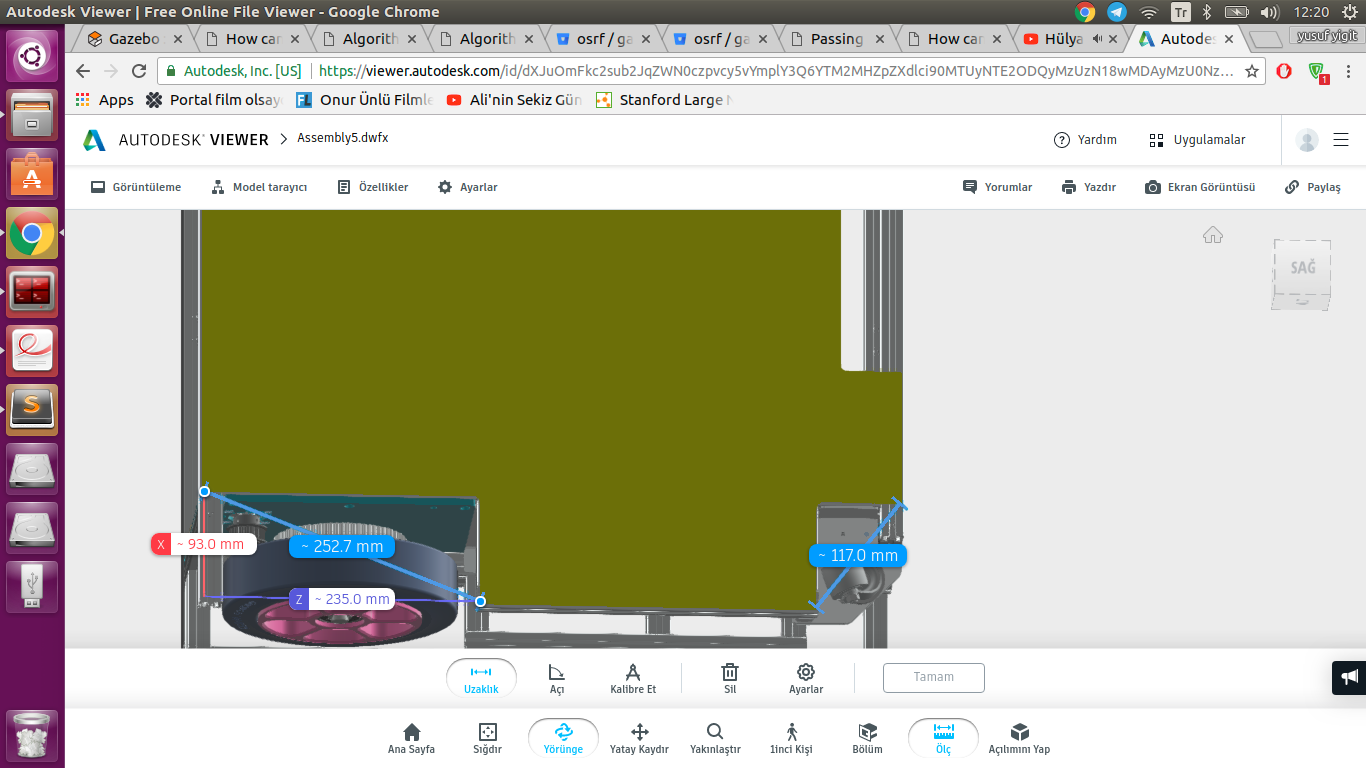 Autodesk Viewer | Free Online File Viewer - Google Chrome
Tr
12:20
Gazebo
How car
Algorith
Algorith
osrf / ga
osrf / ga
Passing
How car
Hülya
Autodes
yusuf yigit
Autodesk, Inc. [US]
https://viewer.autodesk.com/id/dXJuOmFkc2sub2JqZWN0czpvcy5vYmplY3Q6YTM2MHZpZXdlci90MTUyNTE2ODQyMzUzN18wMDAyMzU0Nz...
1
Apps
Portal film olsay
Onur Ünlü Filmle
Ali'nin Sekiz Gün
Stanford Large
AUTODESK® VIEWER
Assembly5.dwfx
Yardım
Uygulamalar
Görüntüleme
Model tarayıcı
Özellikler
Ayarlar
Yorumlar
Yazdır
Ekran Görüntüsü
Paylaş
SAĞ
X ~ 93.0 mm
~ 252.7 mm
~ 117.0 mm
Z ~ 235.0 mm
Uzaklık
Açı
Kalibre Et
Sil
Ayarlar
Tamam
Ana Sayfa
Sığdır
Yörünge
Yatay Kaydır
Yakınlaştır
1inci Kişi
Bölüm
Ölç
Açılımını Yap